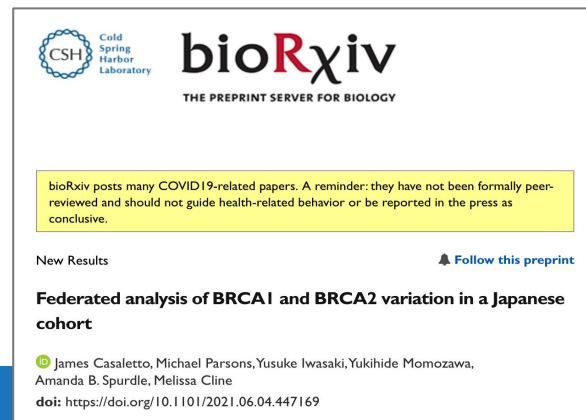 CSH
Cold
Spring
Harbor
Laboratory
bioRχiv
THE PREPRINT SERVER FOR BIOLOGY
bioRxiv posts many COVID19-related papers. A reminder: they have not been formally peer-
reviewed and should not guide health-related behavior or be reported in the press as
conclusive.
New Results
Follow this preprint
Federated analysis of BRCA1 and BRCA2 variation in a Japanese
cohort
iD James Casaletto, Michael Parsons, Yusuke Iwasaki, Yukihide Momozawa,
Amanda B. Spurdle, Melissa Cline
doi: https://doi.org/10.1101/2021.06.04.447169